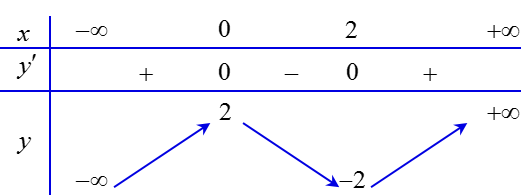 x −∞ 0 2 +∞
y′ + 0 − 0 +
2 +∞
y
−∞ −2